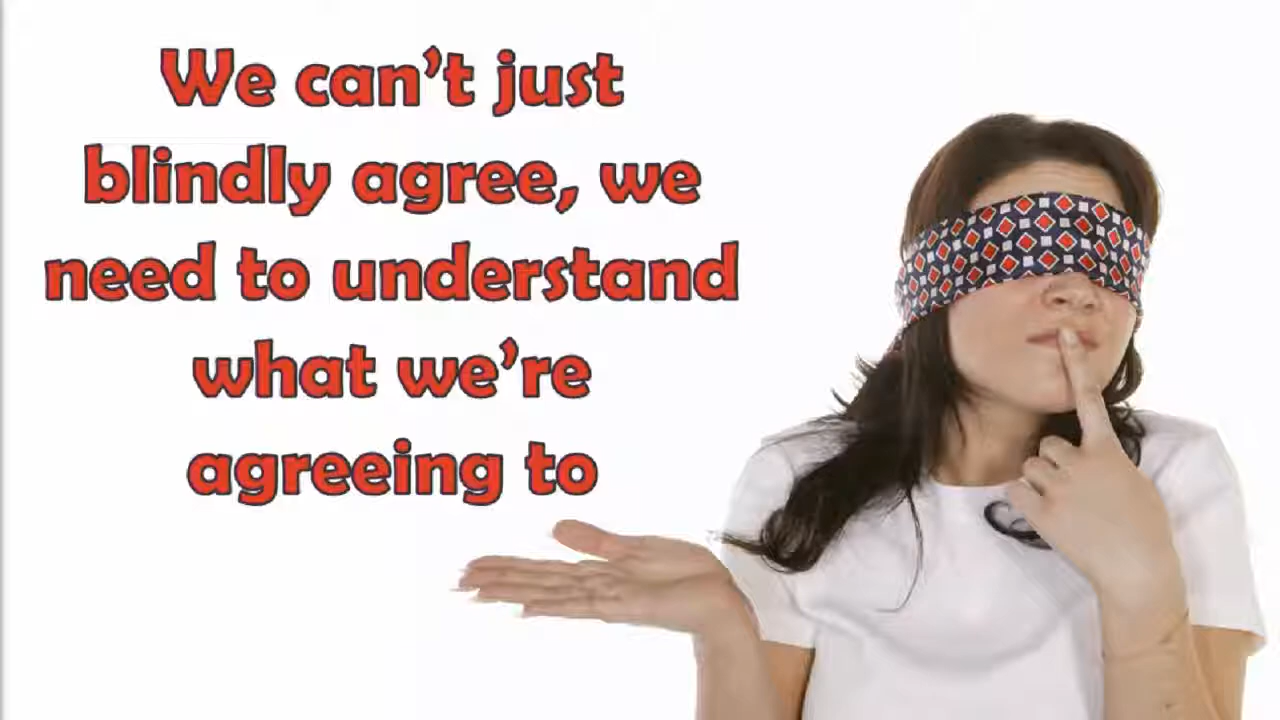 We can’t just
blindly agree, we
need to understand
what we’re
agreeing to